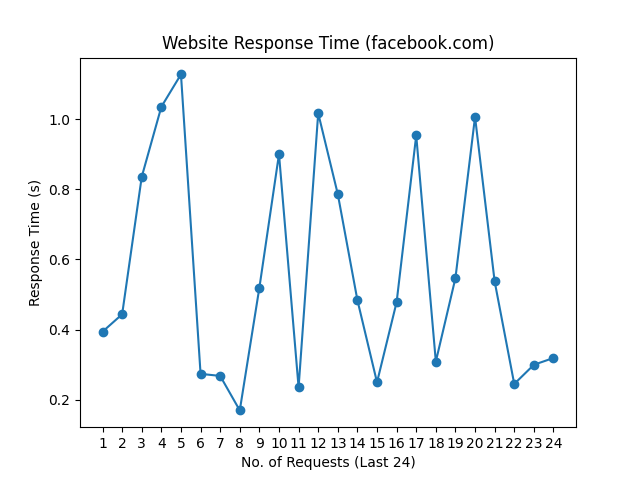 Website Response Time (facebook.com)
Response Time (s)
1.0
0.8
0.6
0.4
0.2
1 2 3 4 5 6 7 8 9 10 11 12 13 14 15 16 17 18 19 20 21 22 23 24
No. of Requests (Last 24)